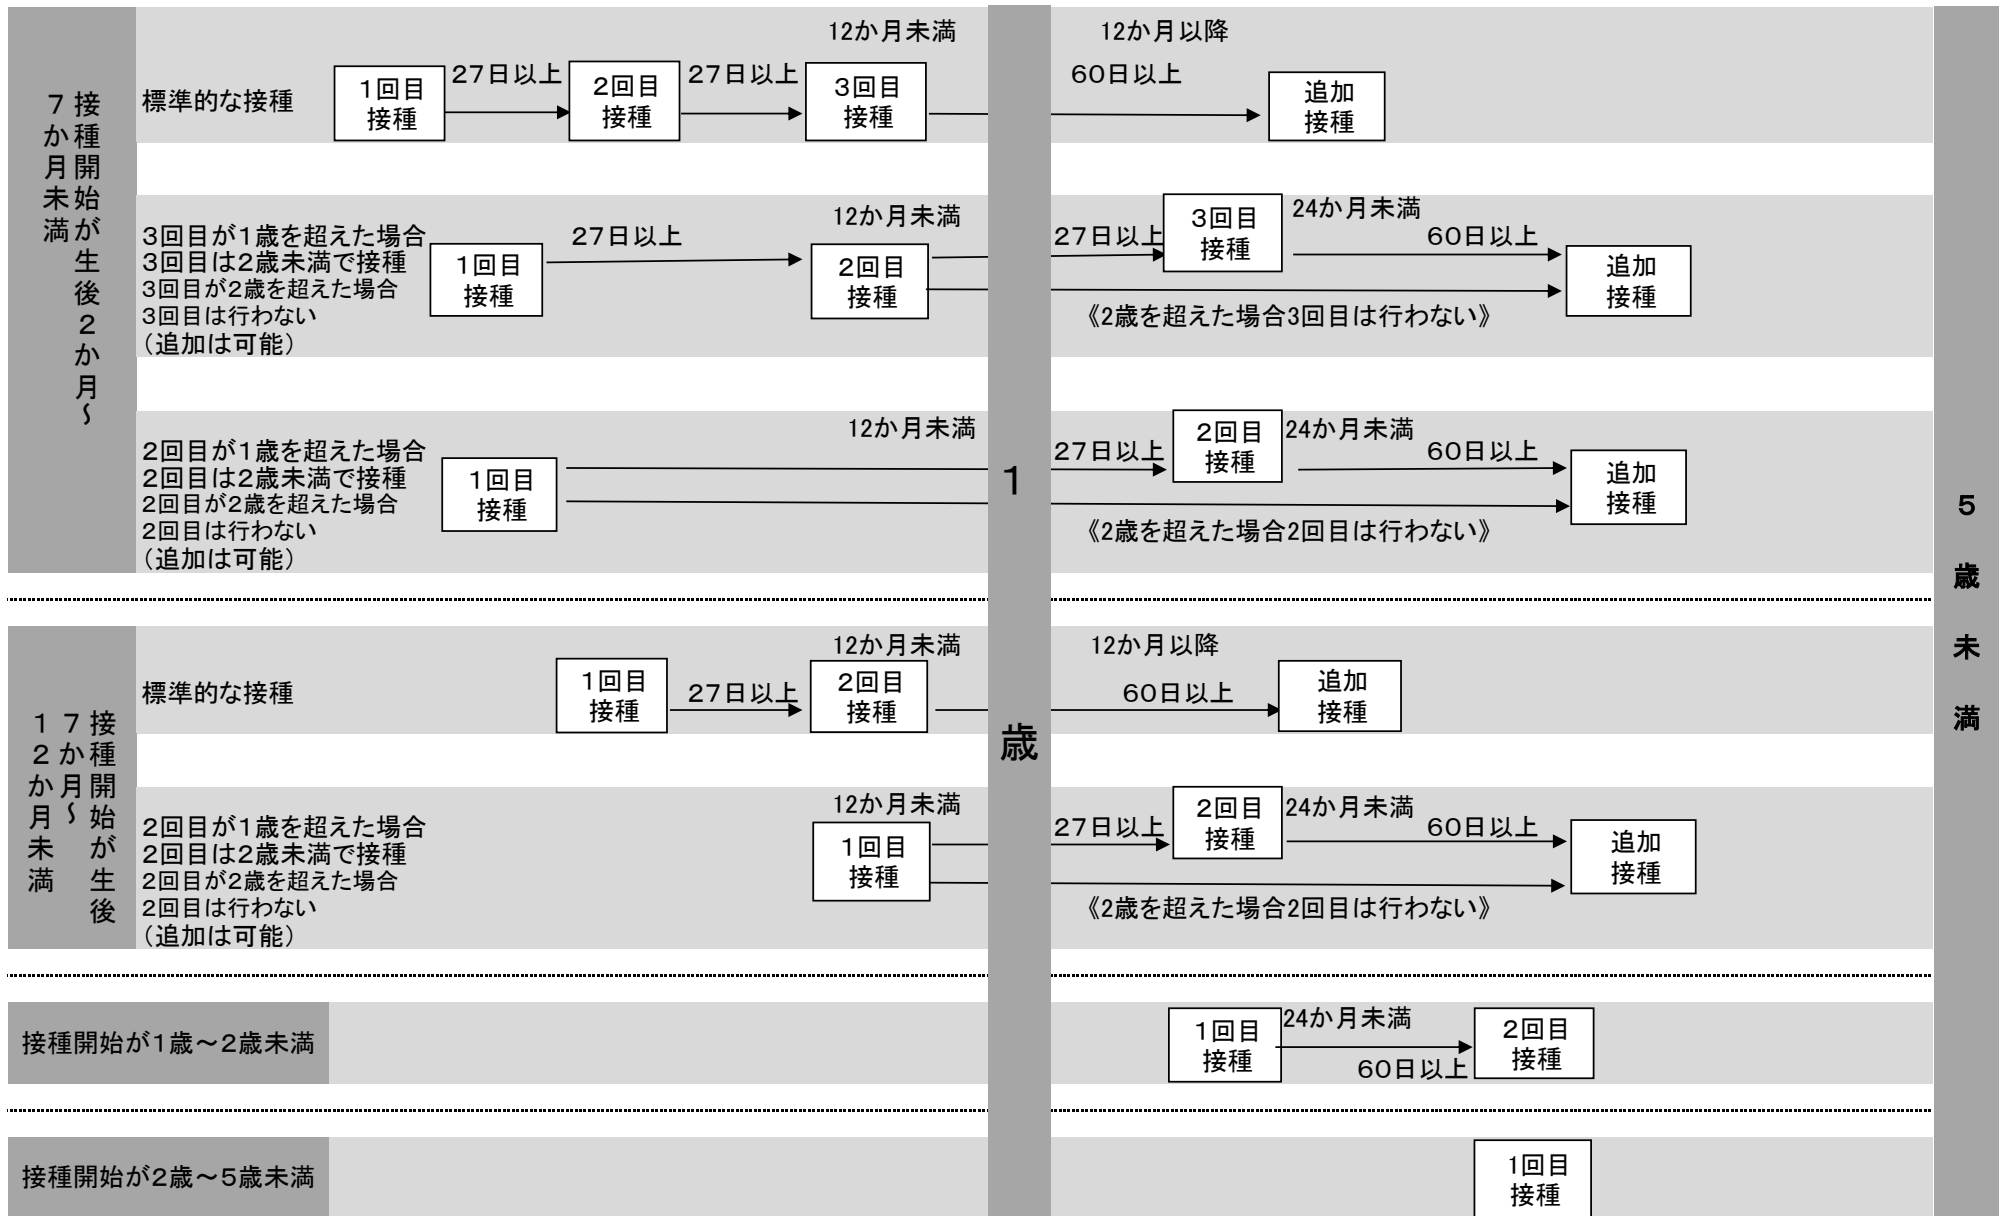 接種開始が生後２か月～
７か月未満
標準的な接種
１回目
接種
２７日以上
２回目
接種
２７日以上
12か月未満
３回目
接種
12か月以降
６０日以上
追加
接種
３回目が１歳を超えた場合
３回目は２歳未満で接種
３回目が２歳を超えた場合
３回目は行わない
（追加は可能）
１回目
接種
２７日以上
12か月未満
２回目
接種
２７日以上
３回目
接種
24か月未満
６０日以上
追加
接種
《2歳を超えた場合3回目は行わない》
２回目が１歳を超えた場合
２回目は２歳未満で接種
２回目が２歳を超えた場合
２回目は行わない
（追加は可能）
１回目
接種
12か月未満
２７日以上
２回目
接種
24か月未満
６０日以上
追加
接種
《2歳を超えた場合2回目は行わない》
１歳
５歳未満
接種開始が生後
７か月～
１２か月未満
標準的な接種
１回目
接種
２７日以上
12か月未満
２回目
接種
12か月以降
６０日以上
追加
接種
２回目が１歳を超えた場合
２回目は２歳未満で接種
２回目が２歳を超えた場合
２回目は行わない
（追加は可能）
12か月未満
１回目
接種
２７日以上
２回目
接種
24か月未満
６０日以上
追加
接種
《2歳を超えた場合2回目は行わない》
接種開始が１歳～２歳未満
１回目
接種
24か月未満
６０日以上
２回目
接種
接種開始が２歳～５歳未満
１回目
接種